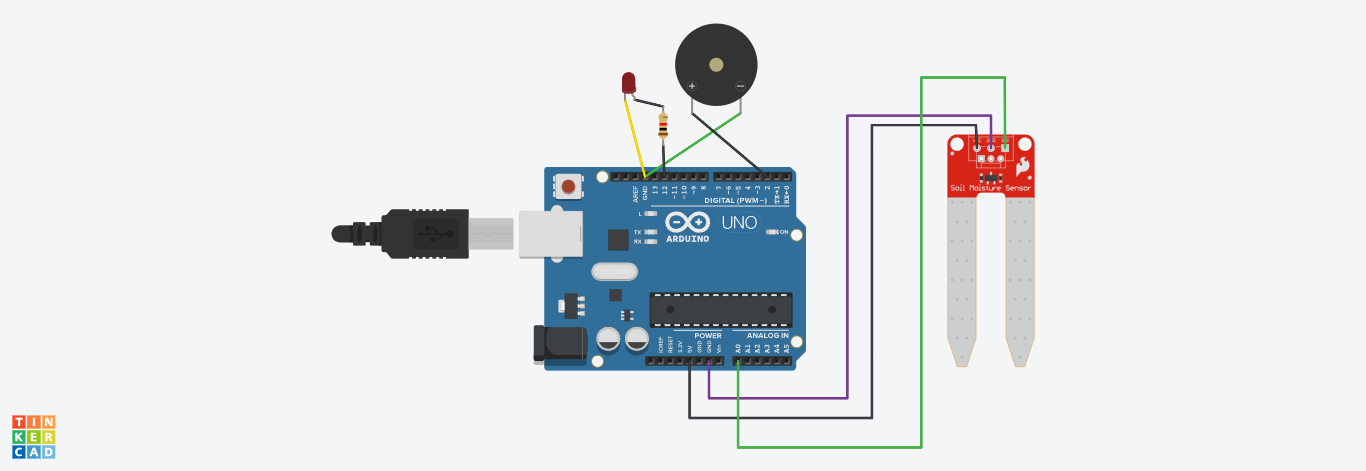 AREF
GND
13
12
~11
~10
~9
8
7
~6
~5
4
~3
2
TX→1
RX←0
DIGITAL (PWM~)
L
TX
RX
ARDUINO
UNO
ON
POWER
ANALOG IN
IOREF
RESET
3.3V
5V
GND
GND
Vin
A0
A1
A2
A3
A4
A5
Soil Moisture Sensor
TIN
KER
CAD